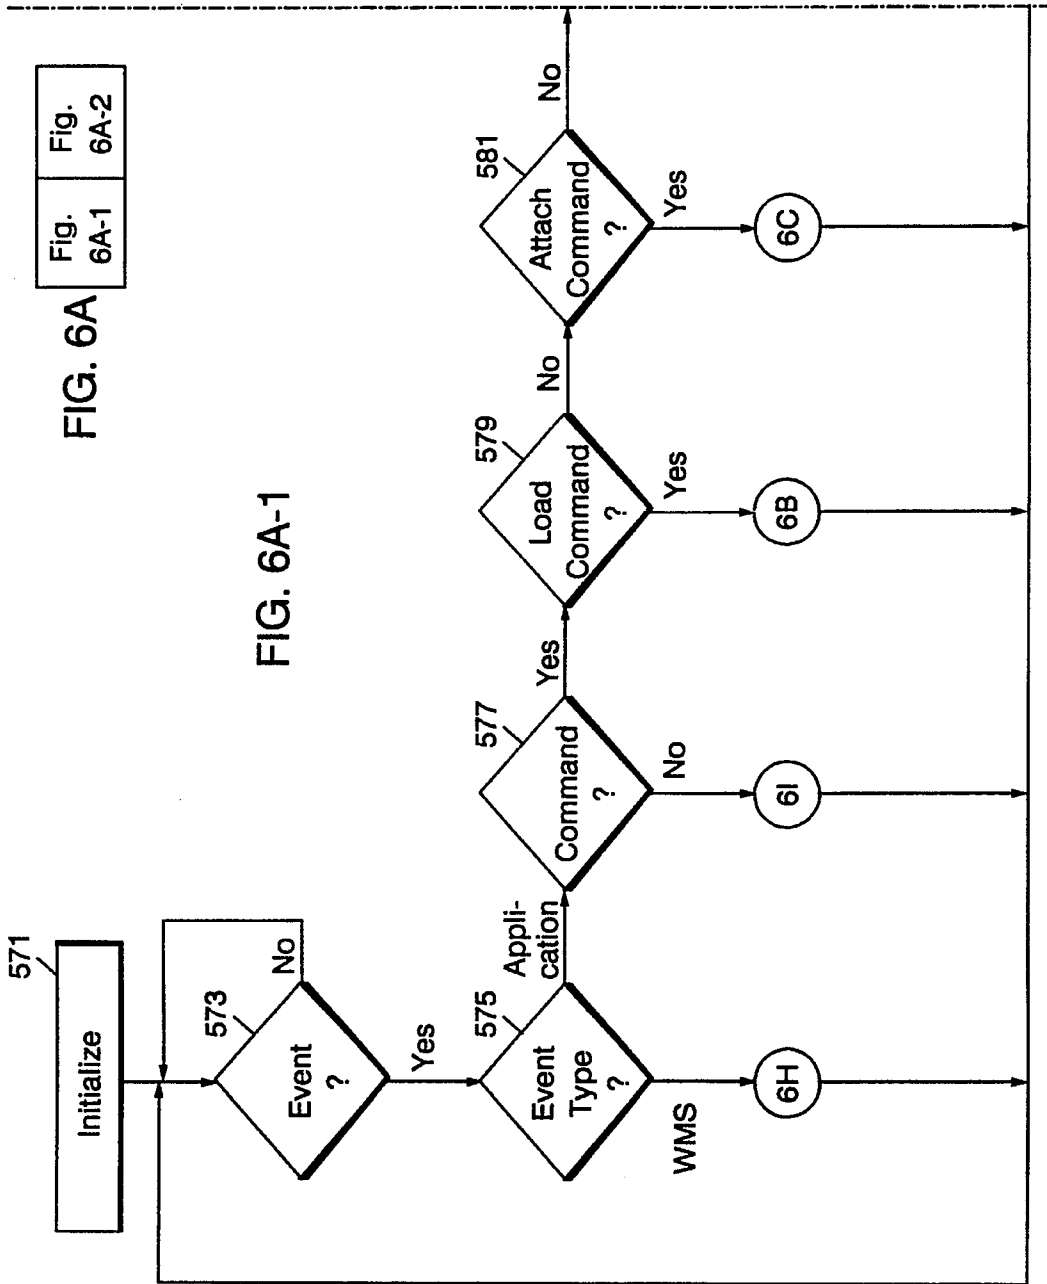 FIG. 6A
Fig.
6A-1
Fig.
6A-2
FIG. 6A-1
571
Initialize
573
Event
?
No
Yes
575
Event
Type
?
WMS
6H
Appli-
cation
577
Command
?
No
6I
Yes
579
Load
Command
?
Yes
6B
No
581
Attach
Command
?
Yes
6C
No